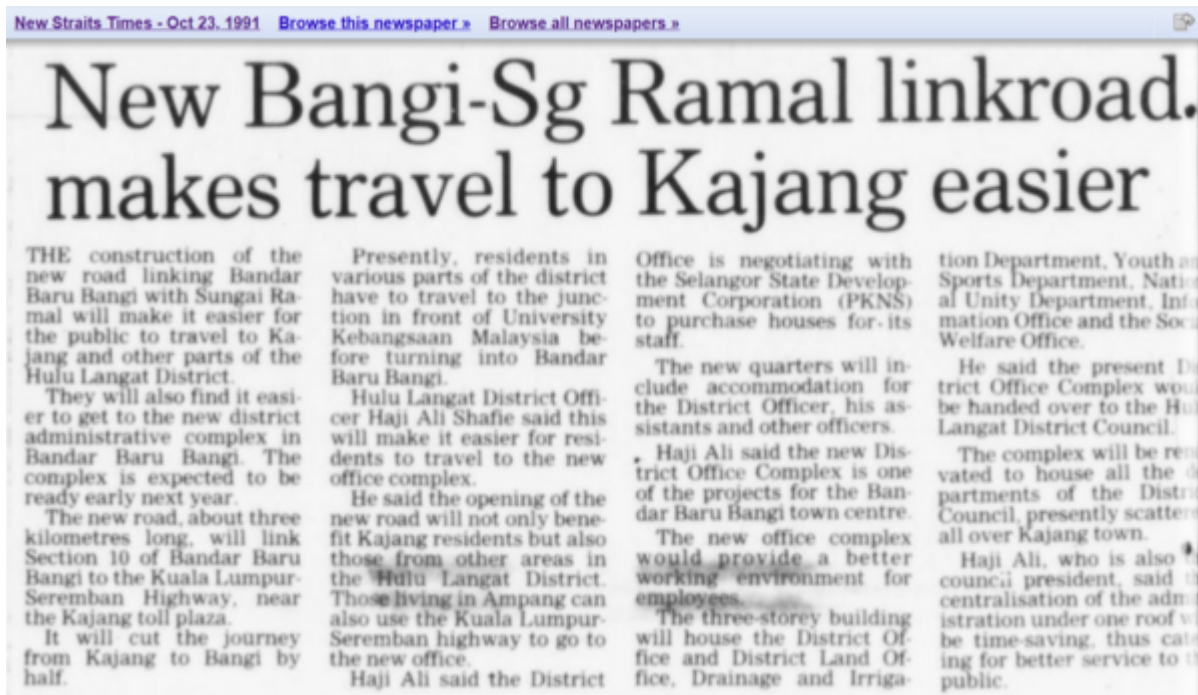 New Straits Times - Oct 23, 1991 Browse this newspaper » Browse all newspapers »
New Bangi-Sg Ramal linkroad.
makes travel to Kajang easier
THE construction of the
new road linking Bandar
Baru Bangi with Sungai Ra-
mal will make it easier for
the public to travel to Ka-
jang and other parts of the
Hulu Langat District.
They will also find it easi-
er to get to the new district
administrative complex in
Bandar Baru Bangi. The
complex is expected to be
ready early next year.
The new road, about three
kilometres long, will link
Section 10 of Bandar Baru
Bangi to the Kuala Lumpur-
Seremban Highway, near
the Kajang toll plaza.
It will cut the journey
from Kajang to Bangi by
half.
Presently, residents in
various parts of the district
have to travel to the junc-
tion in front of University
Kebangsaan Malaysia be-
fore turning into Bandar
Baru Bangi.
Hulu Langat District Offi-
cer Haji Ali Shafie said this
will make it easier for resi-
dents to travel to the new
office complex.
He said the opening of the
new road will not only bene-
fit Kajang residents but also
those from other areas in
the Hulu Langat District.
Those living in Ampang can
also use the Kuala Lumpur-
Seremban highway to go to
the new office.
Haji Ali said the District
Office is negotiating with
the Selangor State Develop-
ment Corporation (PKNS)
to purchase houses for its
staff.
The new quarters will in-
clude accommodation for
the District Officer, his as-
sistants and other officers.
Haji Ali said the new Dis-
trict Office Complex is one
of the projects for the Ban-
dar Baru Bangi town centre.
The new office complex
would provide a better
working environment for
employees.
The three-storey building
will house the District Of-
fice and District Land Of-
fice, Drainage and Irriga-
tion Department, Youth
Sports Department, Nati
al Unity Department, Inf
mation Office and the Soc
Welfare Office.
He said the present D
trict Office Complex wou
be handed over to the Hu
Langat District Council.
The complex will be ren
vated to house all the
partments of the Distri
Council, presently scatter
all over Kajang town.
Haji Ali, who is also
council president, said
centralisation of the adm
istration under one roof
be time-saving, thus cat
ing for better service to
public.